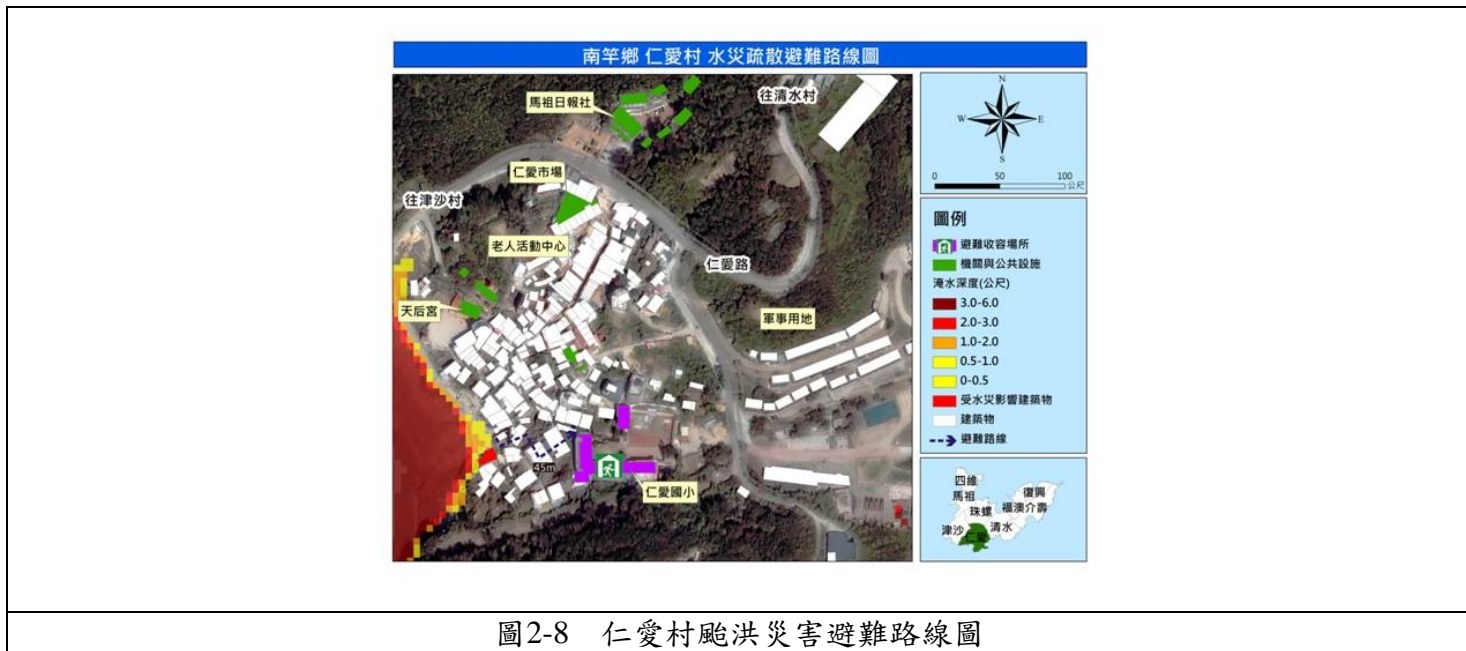 南竿鄉 仁愛村 水災疏散避難路線圖
馬祖日報社
往清水村
仁愛市場
往津沙村
老人活動中心
仁愛路
天后宮
軍事用地
45m
仁愛國小
N
W
E
S
0 50 100
公尺
圖例
避難收容場所
機關與公共設施
淹水深度(公尺)
3.0-6.0
2.0-3.0
1.0-2.0
0.5-1.0
0-0.5
受水災影響建築物
建築物
避難路線
四維
馬祖
復興
珠螺
福澳介壽
津沙
清水
仁愛
圖2-8 仁愛村颱洪災害避難路線圖